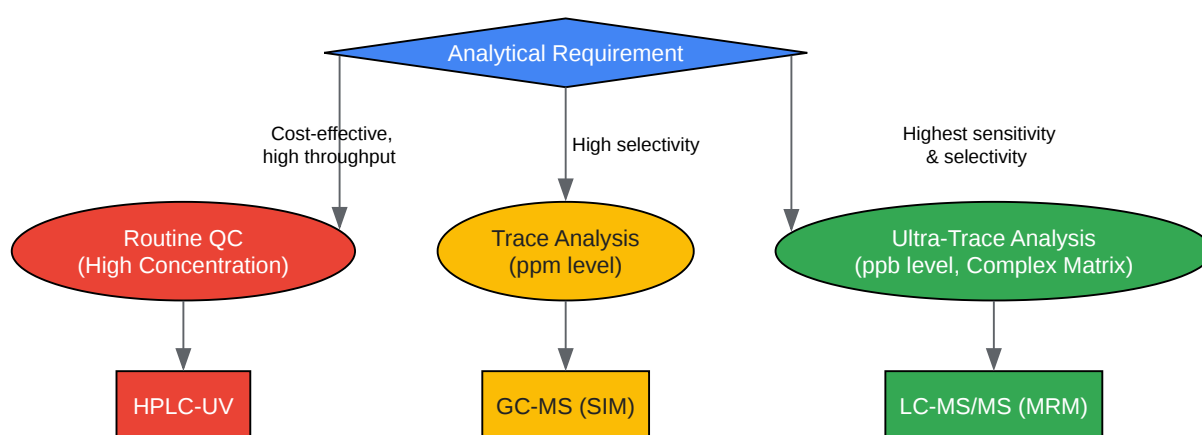 Analytical Requirement
Cost-effective,
high throughput
High selectivity
Highest sensitivity
& selectivity
Routine QC
(High Concentration)
Trace Analysis
(ppm level)
Ultra-Trace Analysis
(ppb level, Complex Matrix)
HPLC-UV
GC-MS (SIM)
LC-MS/MS (MRM)